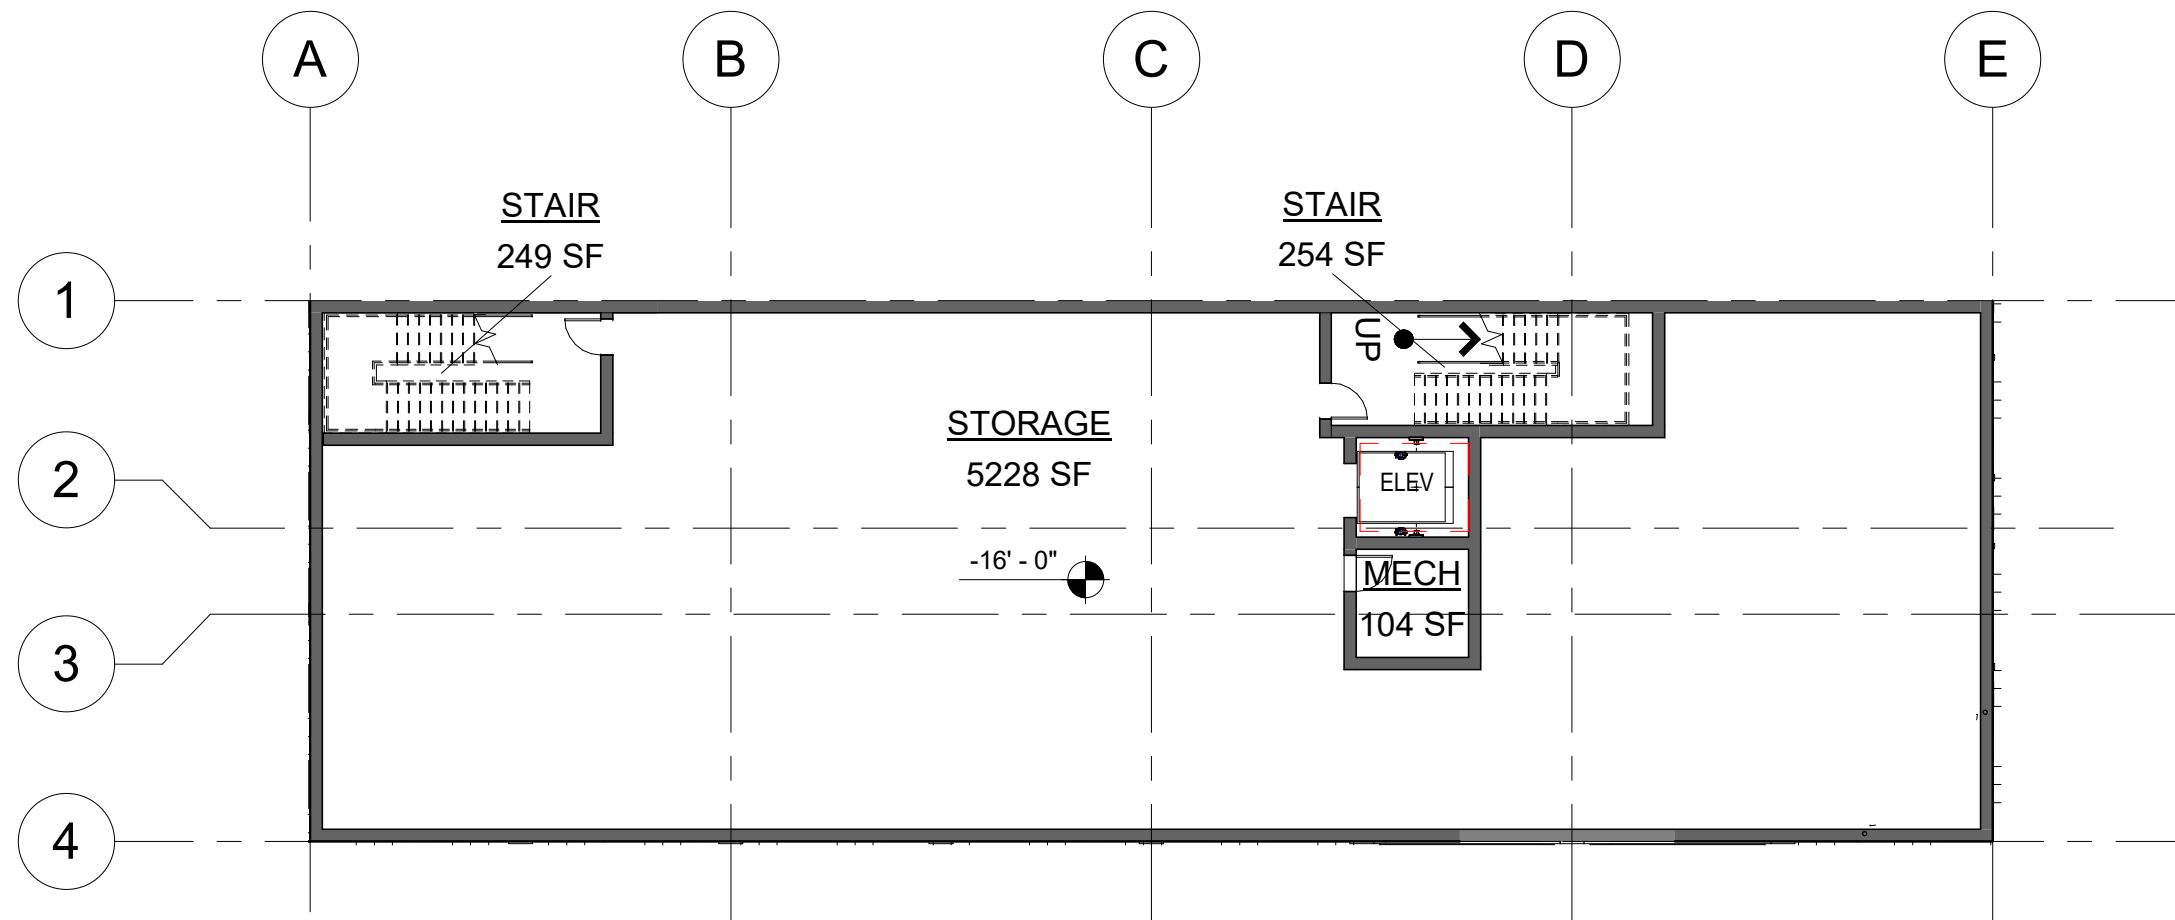 A B C D E
STAIR
249 SF
STAIR
254 SF
1
UP
STORAGE
5228 SF
2
ELEV
-16' - 0"
MECH
104 SF
3
4